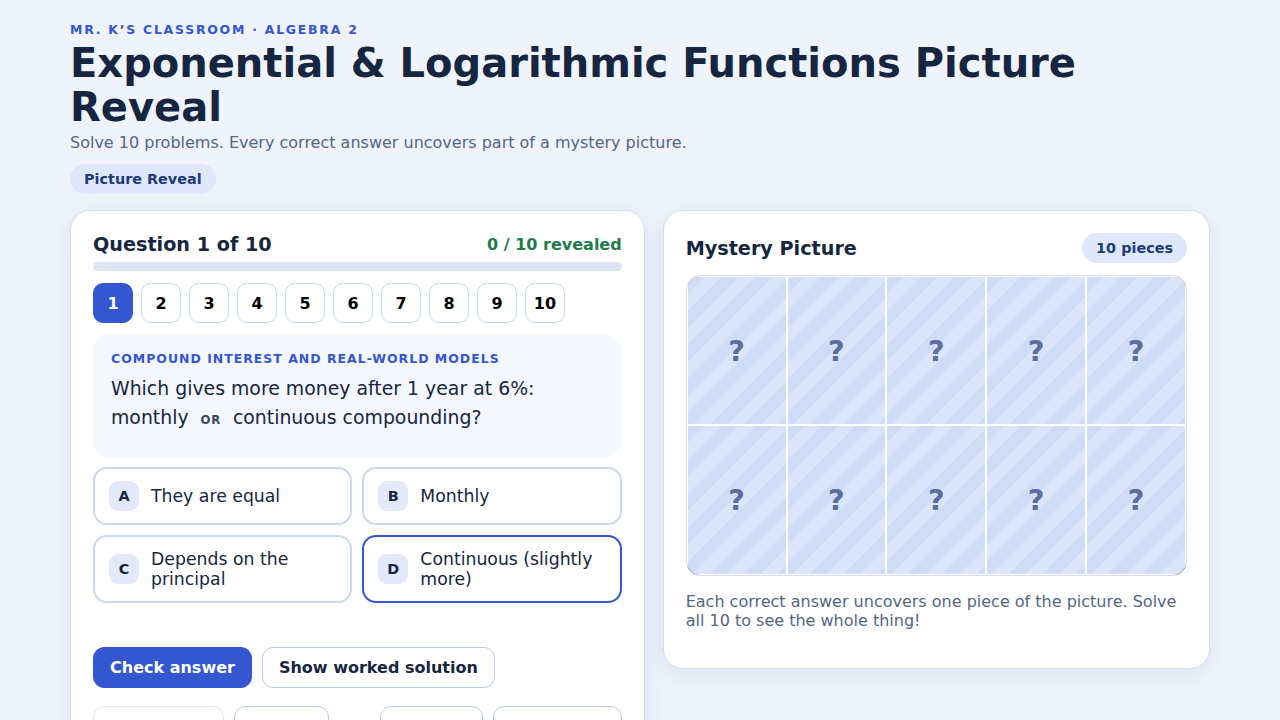 MR. K’S CLASSROOM · ALGEBRA 2
Exponential & Logarithmic Functions Picture
Reveal
Solve 10 problems. Every correct answer uncovers part of a mystery picture.
Picture Reveal
Question 1 of 10
0 / 10 revealed
1 2 3 4 5 6 7 8 9 10
COMPOUND INTEREST AND REAL-WORLD MODELS
Which gives more money after 1 year at 6%:
monthly OR continuous compounding?
A They are equal
B Monthly
C Depends on the
principal
D Continuous (slightly
more)
Check answer
Show worked solution
Mystery Picture
10 pieces
? ? ? ? ?
? ? ? ? ?
Each correct answer uncovers one piece of the picture. Solve
all 10 to see the whole thing!